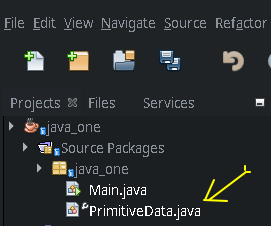 File Edit View Navigate Source Refactor
Projects Files Services
java_one
Source Packages
java_one
Main.java
PrimitiveData.java